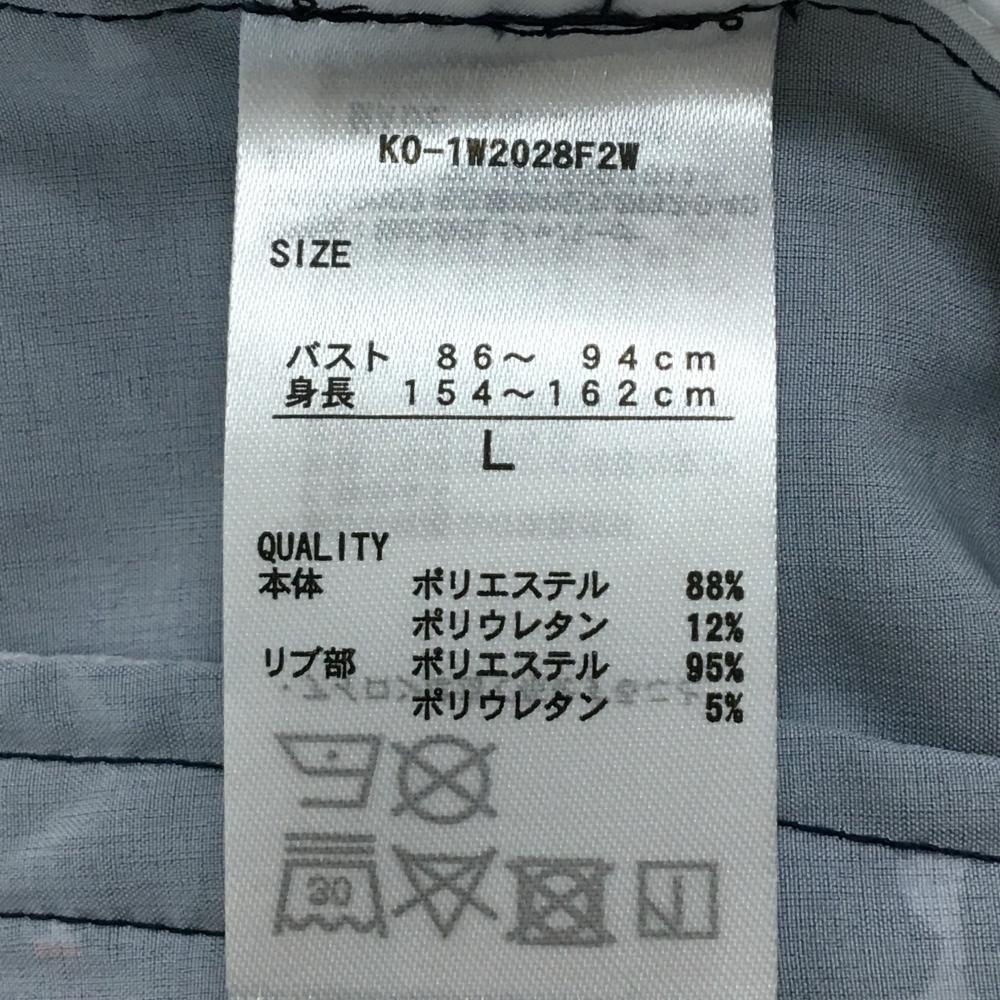 KO-1W2028F2W
SIZE
バスト 86～ 94cm
身長 154～162cm
L
QUALITY
本体 ポリエステル 88%
ポリウレタン 12%
リブ部 ポリエステル 95%
ポリウレタン 5%
30